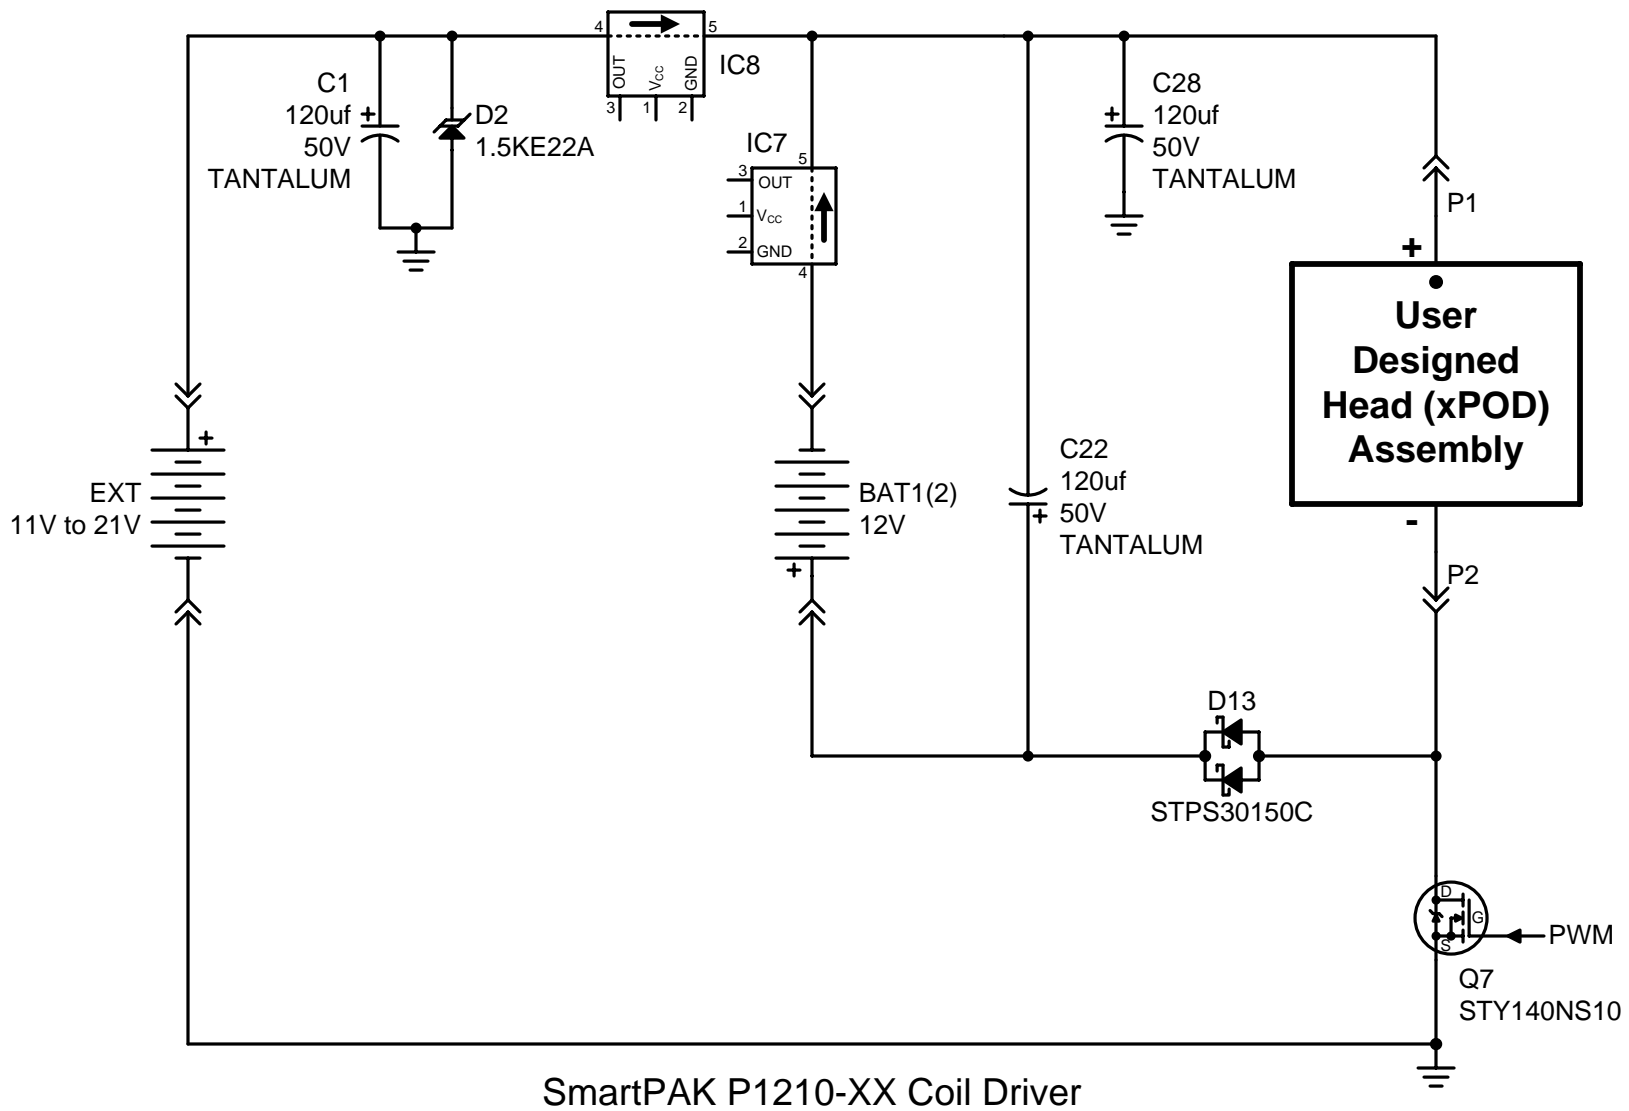 4
5
OUT
VCC
GND
3
1
2
IC8
C1
120uf
50V
TANTALUM
+
D2
1.5KE22A
IC7
5
3
OUT
1
VCC
2
GND
4
+
C28
120uf
50V
TANTALUM
P1
+
User
Designed
Head (xPOD)
Assembly
-
P2
+
EXT
11V to 21V
BAT1(2)
12V
+
C22
120uf
50V
TANTALUM
+
D13
STPS30150C
D
G
S
PWM
Q7
STY140NS10
SmartPAK P1210-XX Coil Driver